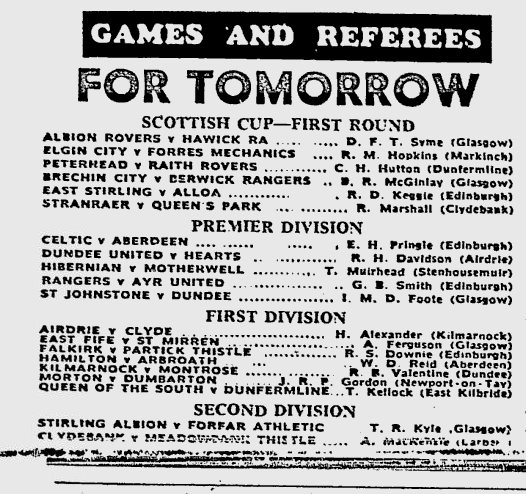 GAMES AND REFEREES
FOR TOMORROW
SCOTTISH CUP—FIRST ROUND
ALBION ROVERS v HAWICK RA .... ...... D. F. T. Syme (Glasgow)
ELGIN CITY v FORRES MECHANICS .... R. M. Hopkins (Markinch)
PETERHEAD v RAITH ROVERS ............ C. H. Hutton (Dunfermline)
BRECHIN CITY v BERWICK RANGERS .. B. R. McGinlay (Glasgow)
EAST STIRLING v ALLOA ................ R. D. Keggie (Edinburgh)
STRANRAER v QUEEN'S PARK ... ........... R. Marshall (Clydebank)
PREMIER DIVISION
CELTIC v ABERDEEN .... ...... ...... , E. H. Pringle (Edinburgh)
DUNDEE UNITED v HEARTS .. ............ R. H. Davidson (Airdrie)
HIBERNIAN v MOTHERWELL ............ T. Muirhead (Stenhousemuir)
RANGERS v AYR UNITED ................ G. B. Smith (Edinburgh)
ST JOHNSTONE v DUNDEE ............... I. M. D. Foote (Glasgow)
FIRST DIVISION
AIRDRIE v CLYDE ........................ H. Alexander (Kilmarnock)
EAST FIFE v ST MIRREN .................. A. Ferguson (Glasgow)
FALKIRK v PARTICK THISTLE ............ R. S. Downie (Edinburgh)
HAMILTON v ARBROATH .................. W. D. Reid (Aberdeen)
KILMARNOCK v MONTROSE ............ R. B. Valentine (Dundee)
MORTON v DUMBARTON ...... J. R. P. Gordon (Newport-on-Tay)
QUEEN OF THE SOUTH v DUNFERMLINE...T. Kellock (East Kilbride)
SECOND DIVISION
STIRLING ALBION v FORFAR ATHLETIC T. R. Kyle (Glasgow)
CLYDEBANK v MEADOWBANK THISTLE .... A. MacKenzie (Larbert)